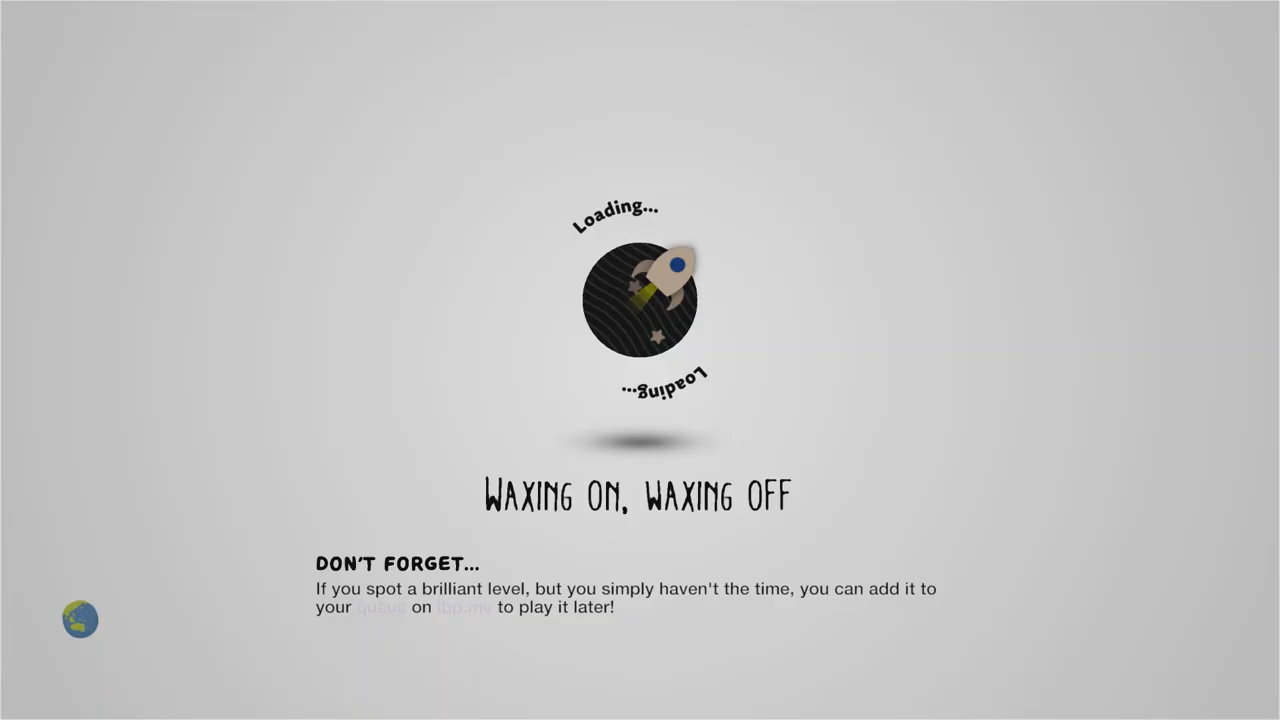 Loading...
Loading...
WAXING ON, WAXING OFF
DON'T FORGET...
If you spot a brilliant level, but you simply haven't the time, you can add it to
your queue on lbp.me to play it later!